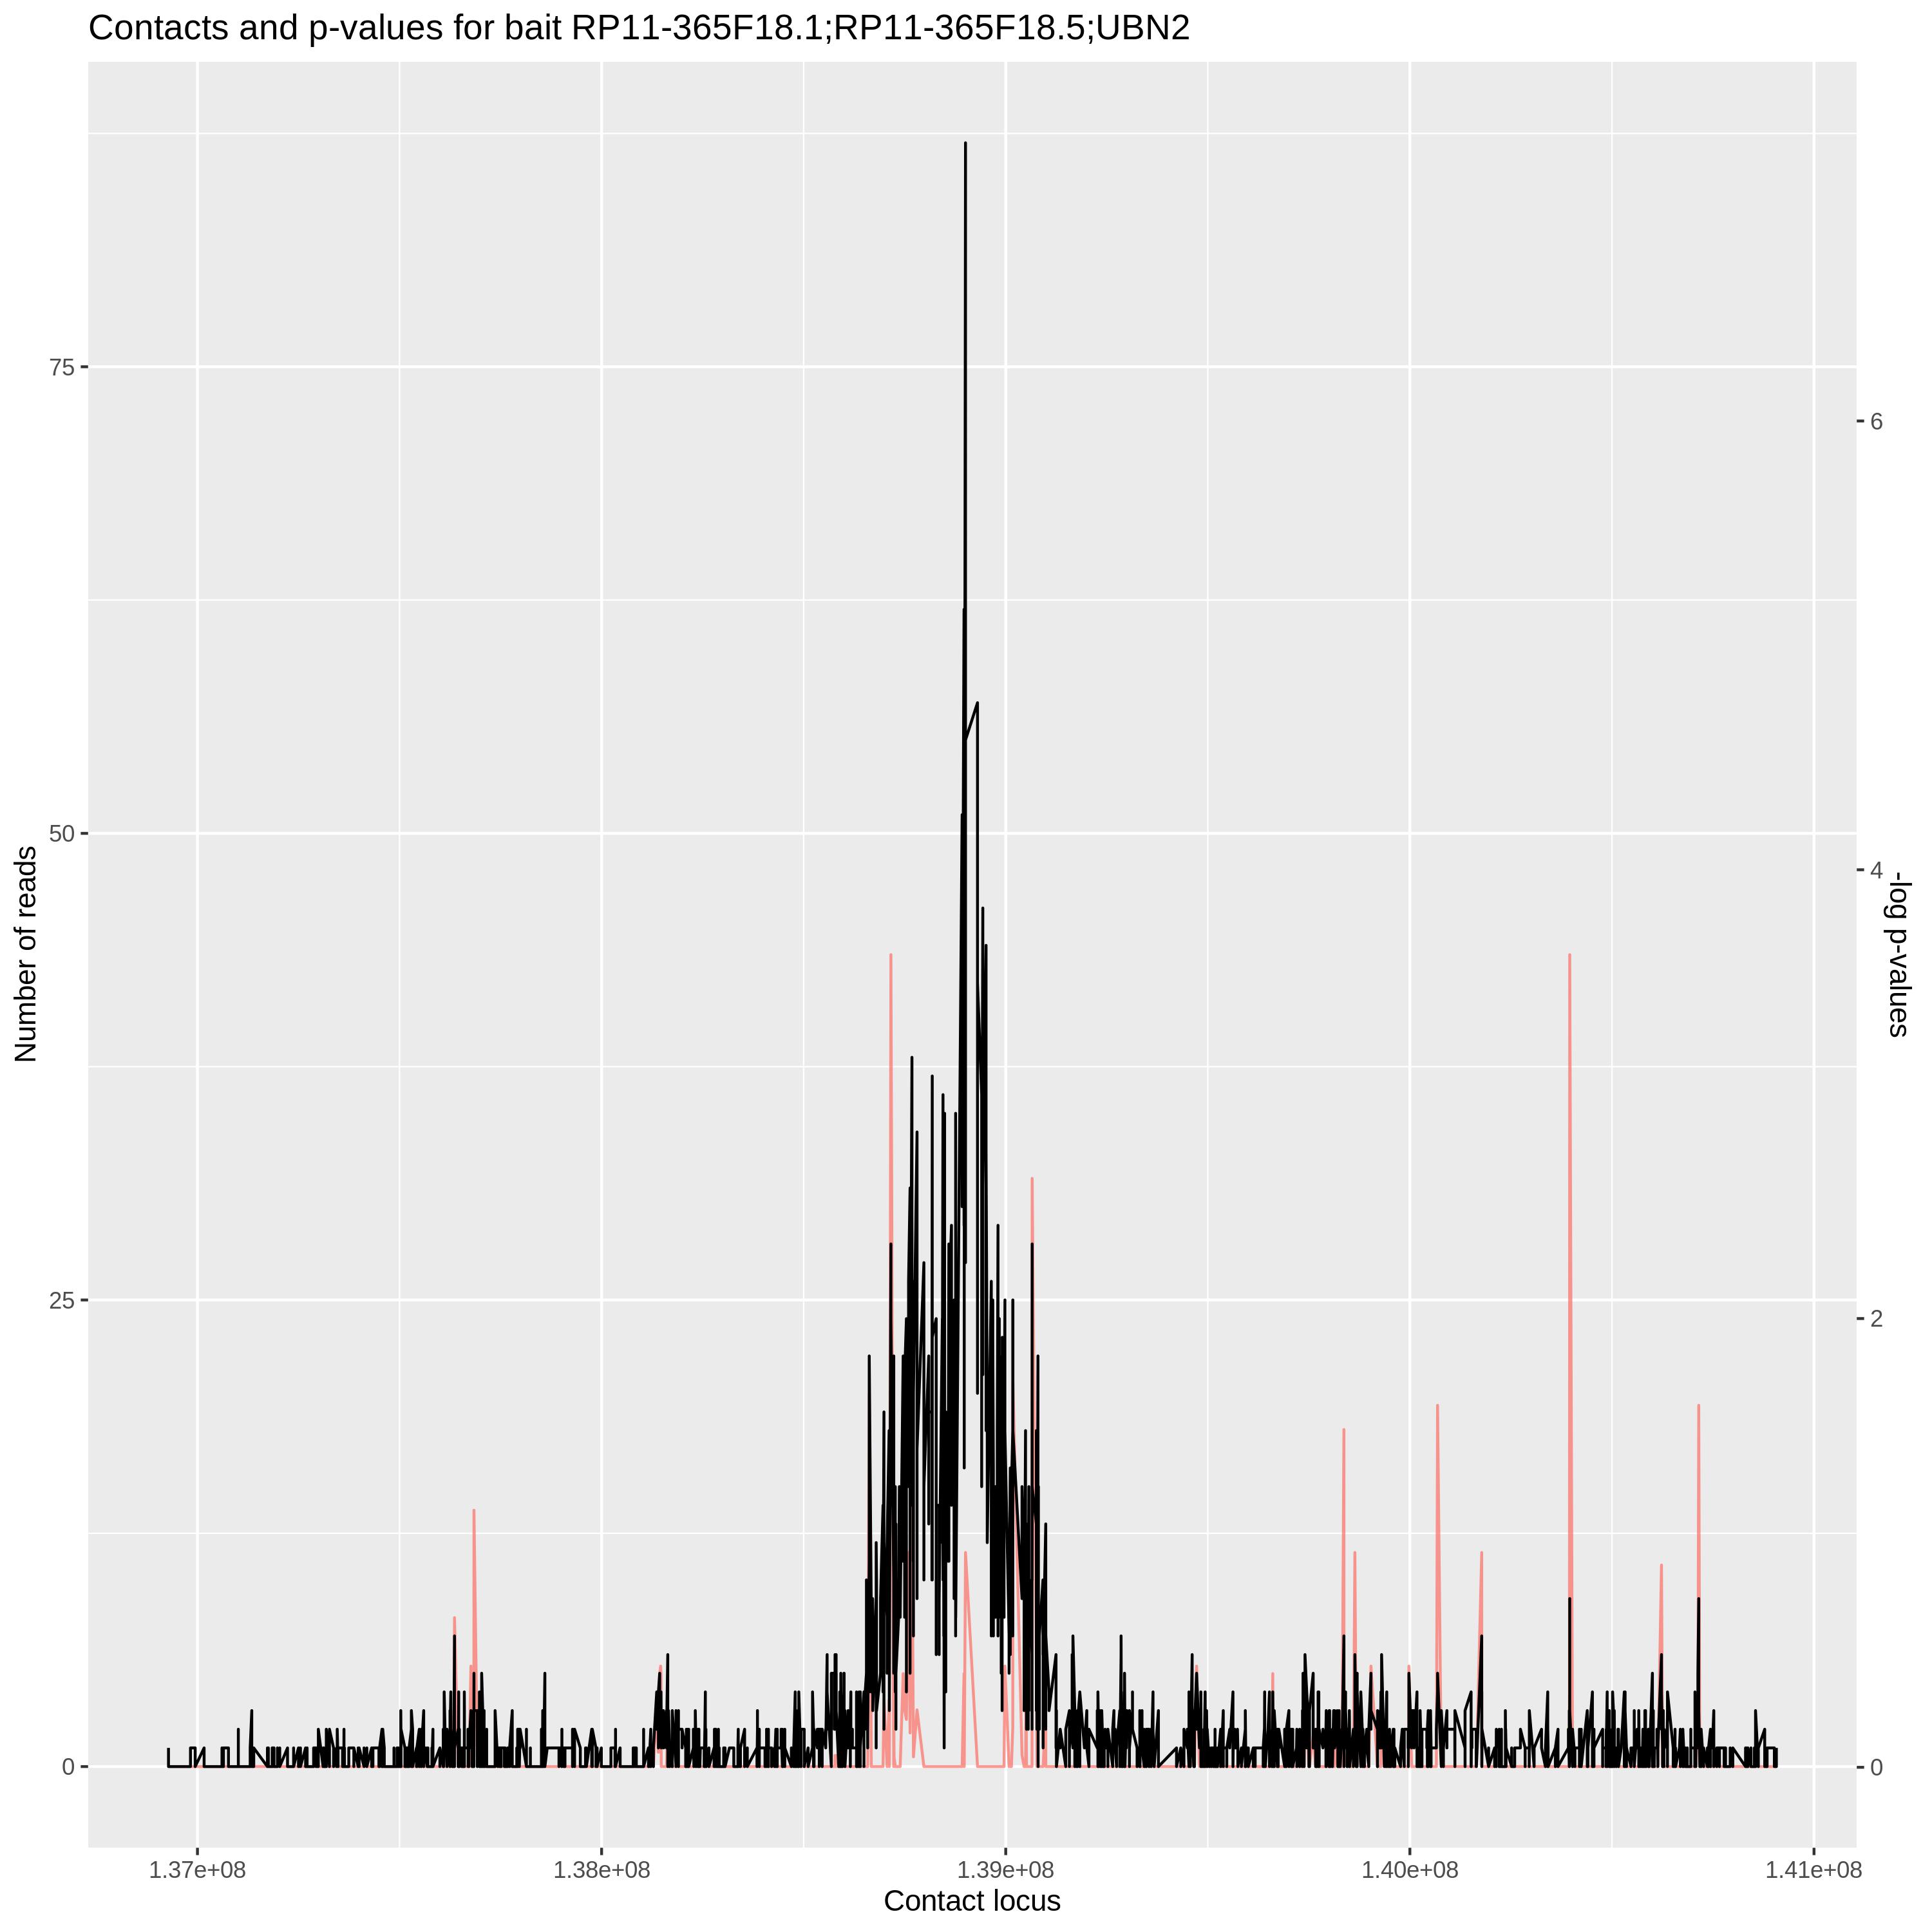 Contacts and p-values for bait RP11-365F18.1;RP11-365F18.5;UBN2
75
50
25
0
Number of reads
6
4
2
0
-log p-values
1.37e+08 1.38e+08 1.39e+08 1.40e+08 1.41e+08
Contact locus